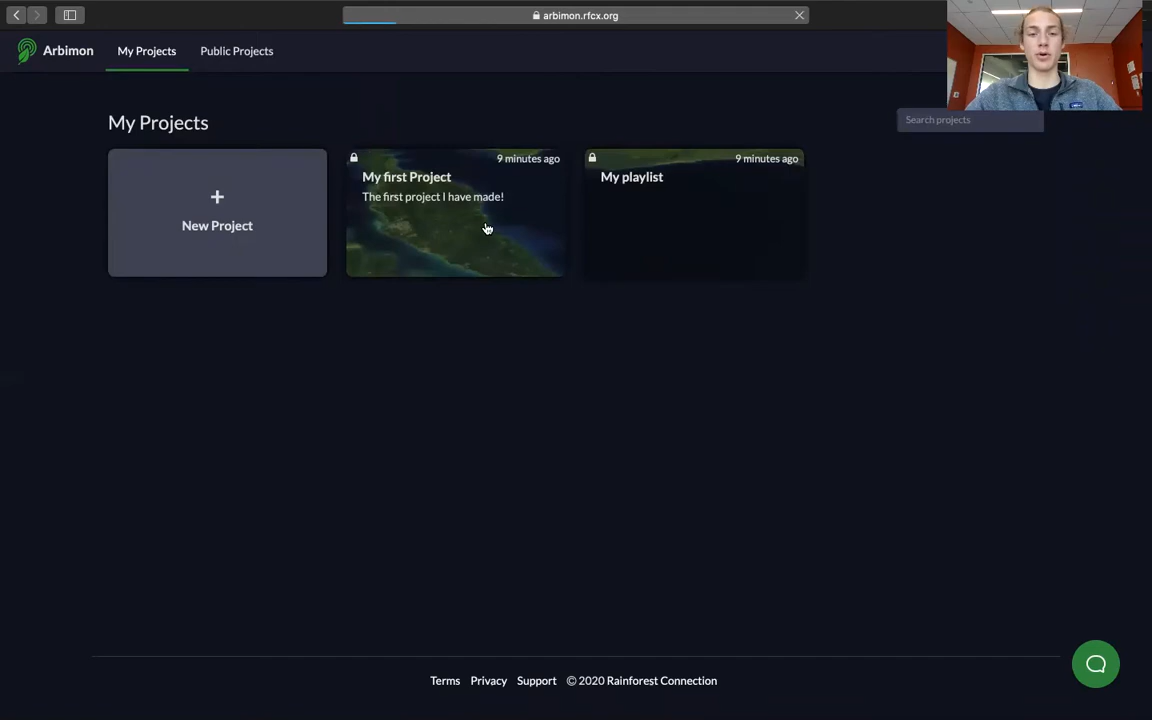 arbimon.rfcx.org
Arbimon
My Projects
Public Projects
My Projects
Search projects
New Project
9 minutes ago
My first Project
The first project I have made!
9 minutes ago
My playlist
Terms
Privacy
Support
© 2020 Rainforest Connection